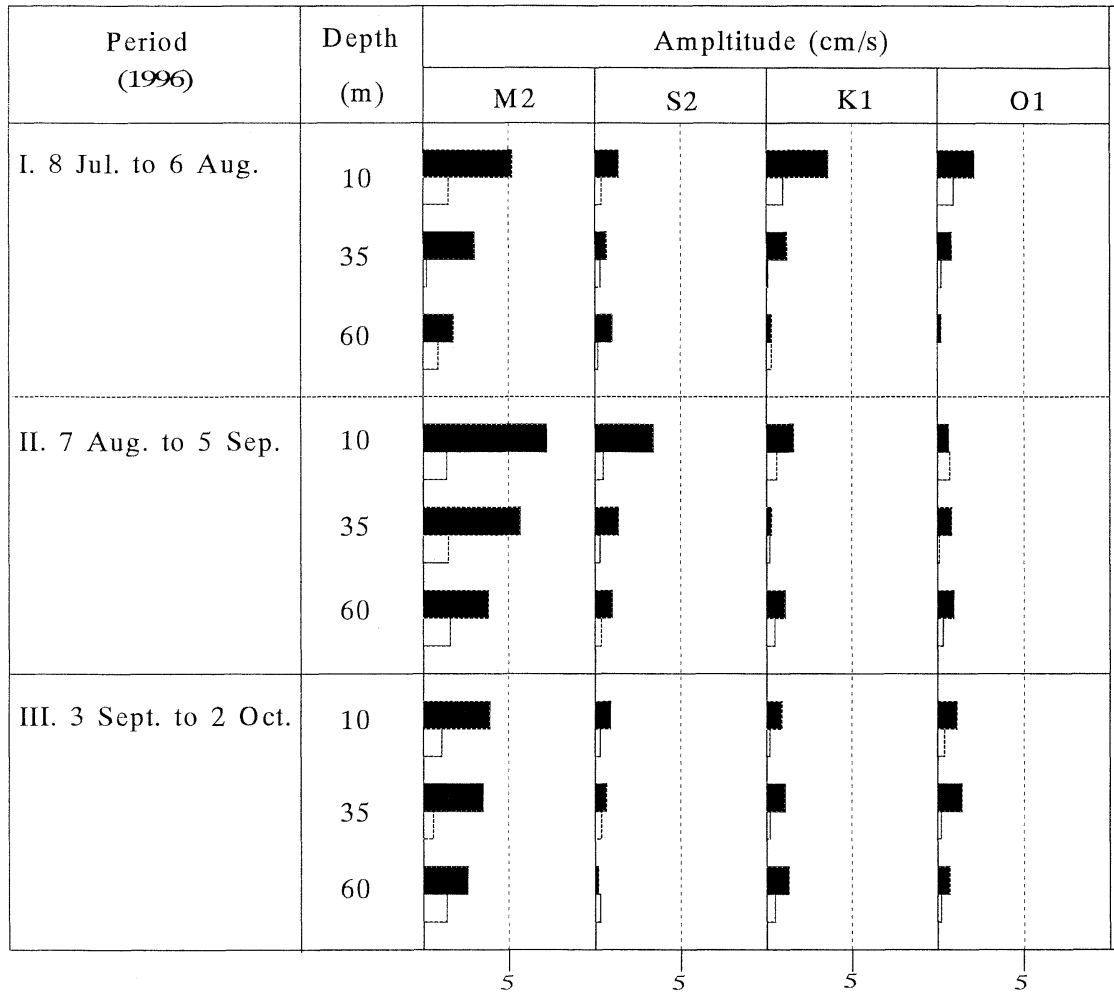 Period Depth Ampltitude (cm/s)
(1996) (m) M2 S2 K1 O1
I. 8 Jul. to 6 Aug. 10
35
60
II. 7 Aug. to 5 Sep. 10
35
60
III. 3 Sept. to 2 Oct. 10
35
60
5 5 5 5